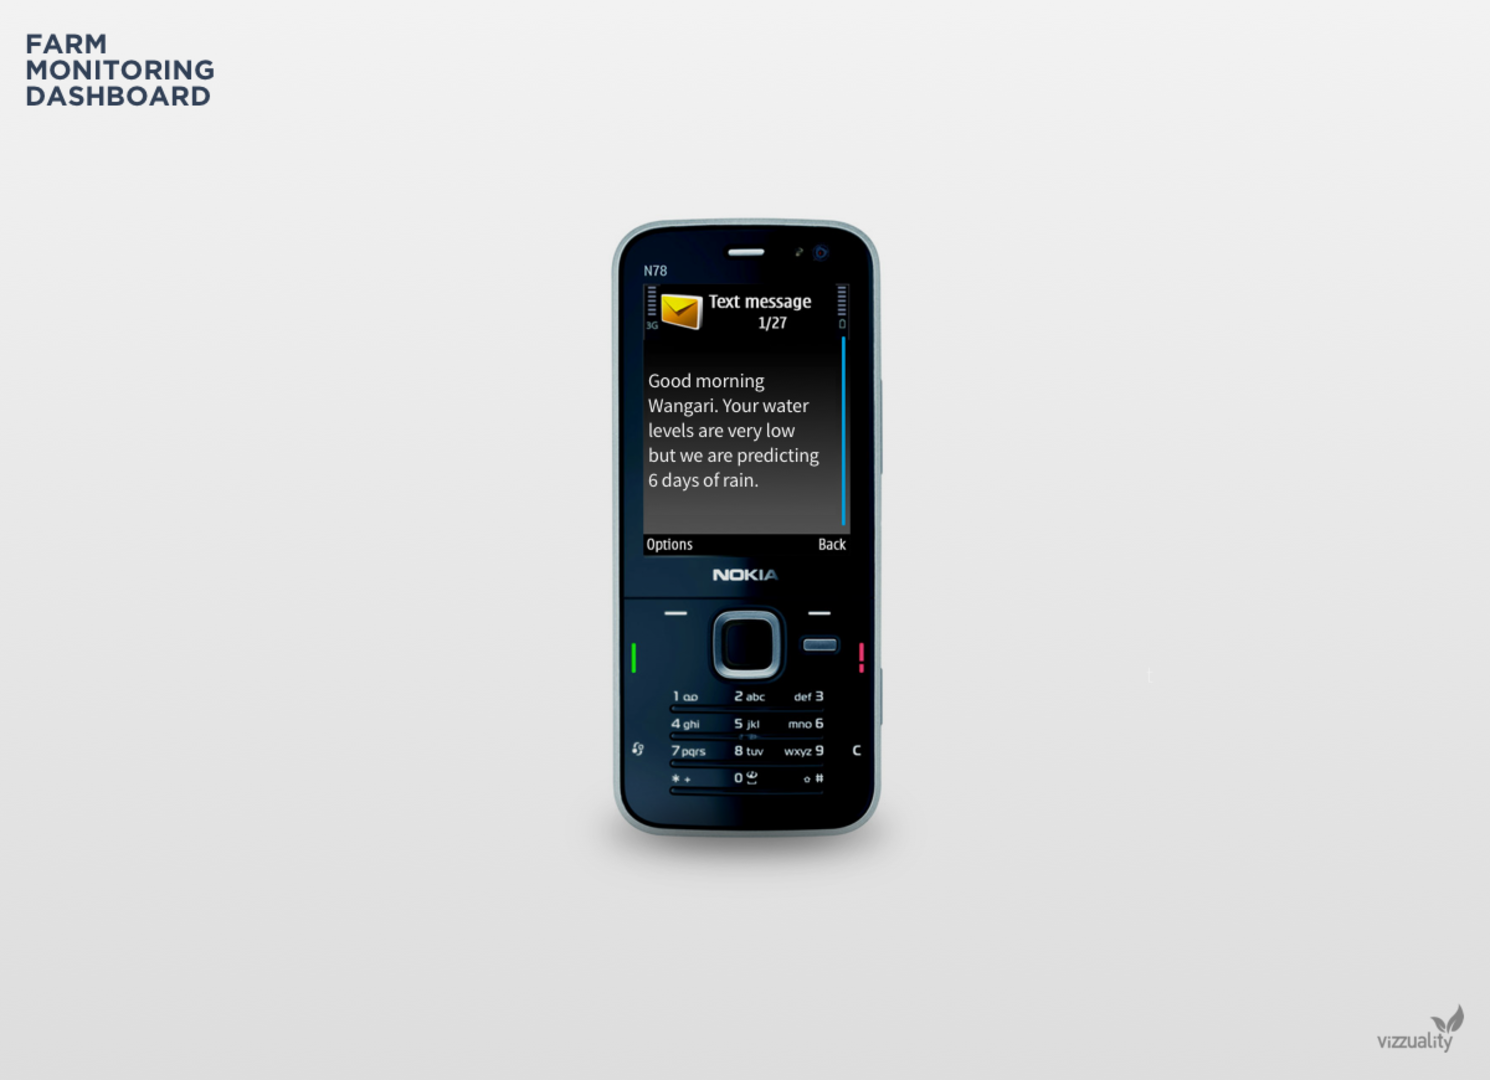 FARM
MONITORING
DASHBOARD
N78
Text message
3G
1/27
Good morning
Wangari. Your water
levels are very low
but we are predicting
6 days of rain.
Options
Back
NOKIA
1 2 abc def 3
4 ghi 5 jkl mno 6
7 pqrs 8 tuv wxyz 9 C
* + 0 #
vizzuality